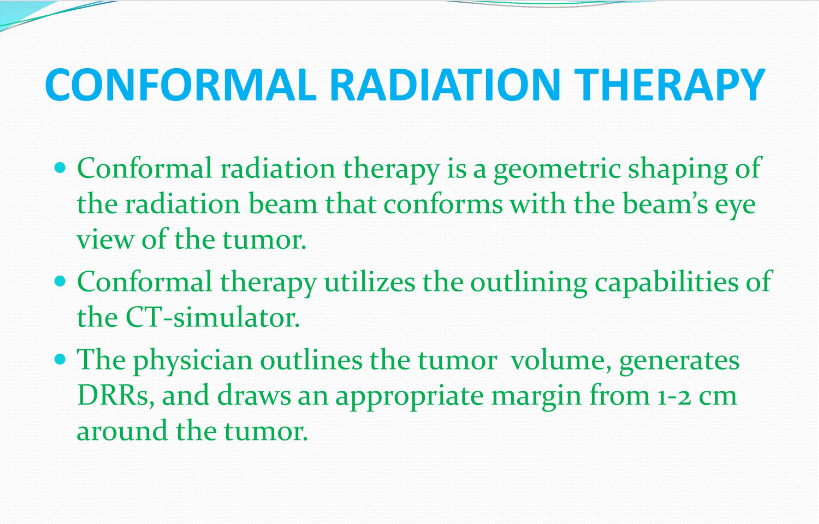 CONFORMAL RADIATION THERAPY
• Conformal radiation therapy is a geometric shaping of
the radiation beam that conforms with the beam’s eye
view of the tumor.
• Conformal therapy utilizes the outlining capabilities of
the CT-simulator.
• The physician outlines the tumor  volume, generates
DRRs, and draws an appropriate margin from 1-2 cm
around the tumor.